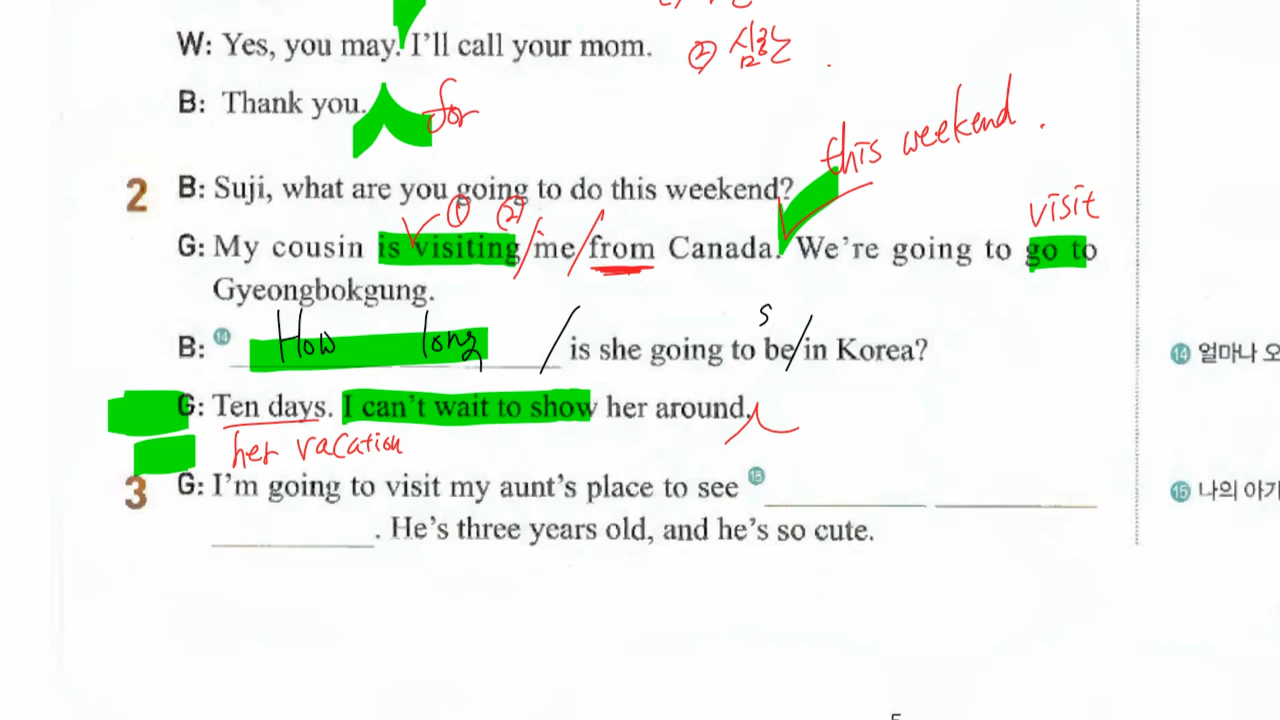 W: Yes, you may. I'll call your mom.
② 심화는 .
B: Thank you.
for
this weekend .
2 B: Suji, what are you going to do this weekend?
① ②
visit
G: My cousin is visiting / me / from Canada. We're going to go to
Gyeongbokgung.
s
B: ⑭ How long / is she going to be / in Korea?
⑭ 얼마나 오
G: Ten days. I can't wait to show her around.
her vacation
3 G: I'm going to visit my aunt's place to see ⑮
⑮ 나의 아기
. He's three years old, and he's so cute.